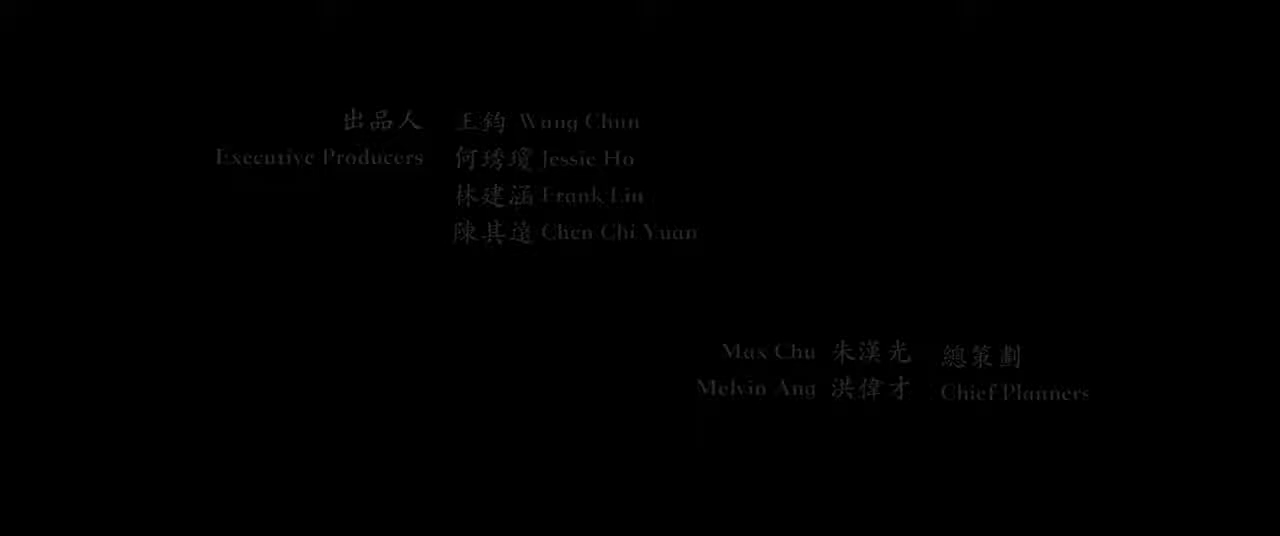 出品人 王鈞 Wang Chun
Executive Producers 何琇瓊 Jessie Ho
林建涵 Frank Lin
陳其遠 Chen Chi Yuan
Max Chu 朱漢光 總策劃
Melvin Ang 洪偉才 Chief Planners